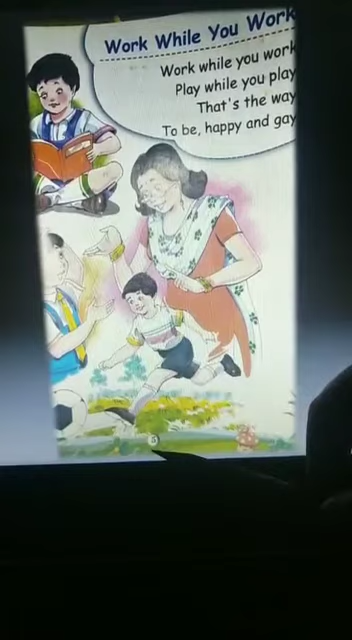 Work While You Work
Work while you work
Play while you play
That's the way
To be, happy and gay
5